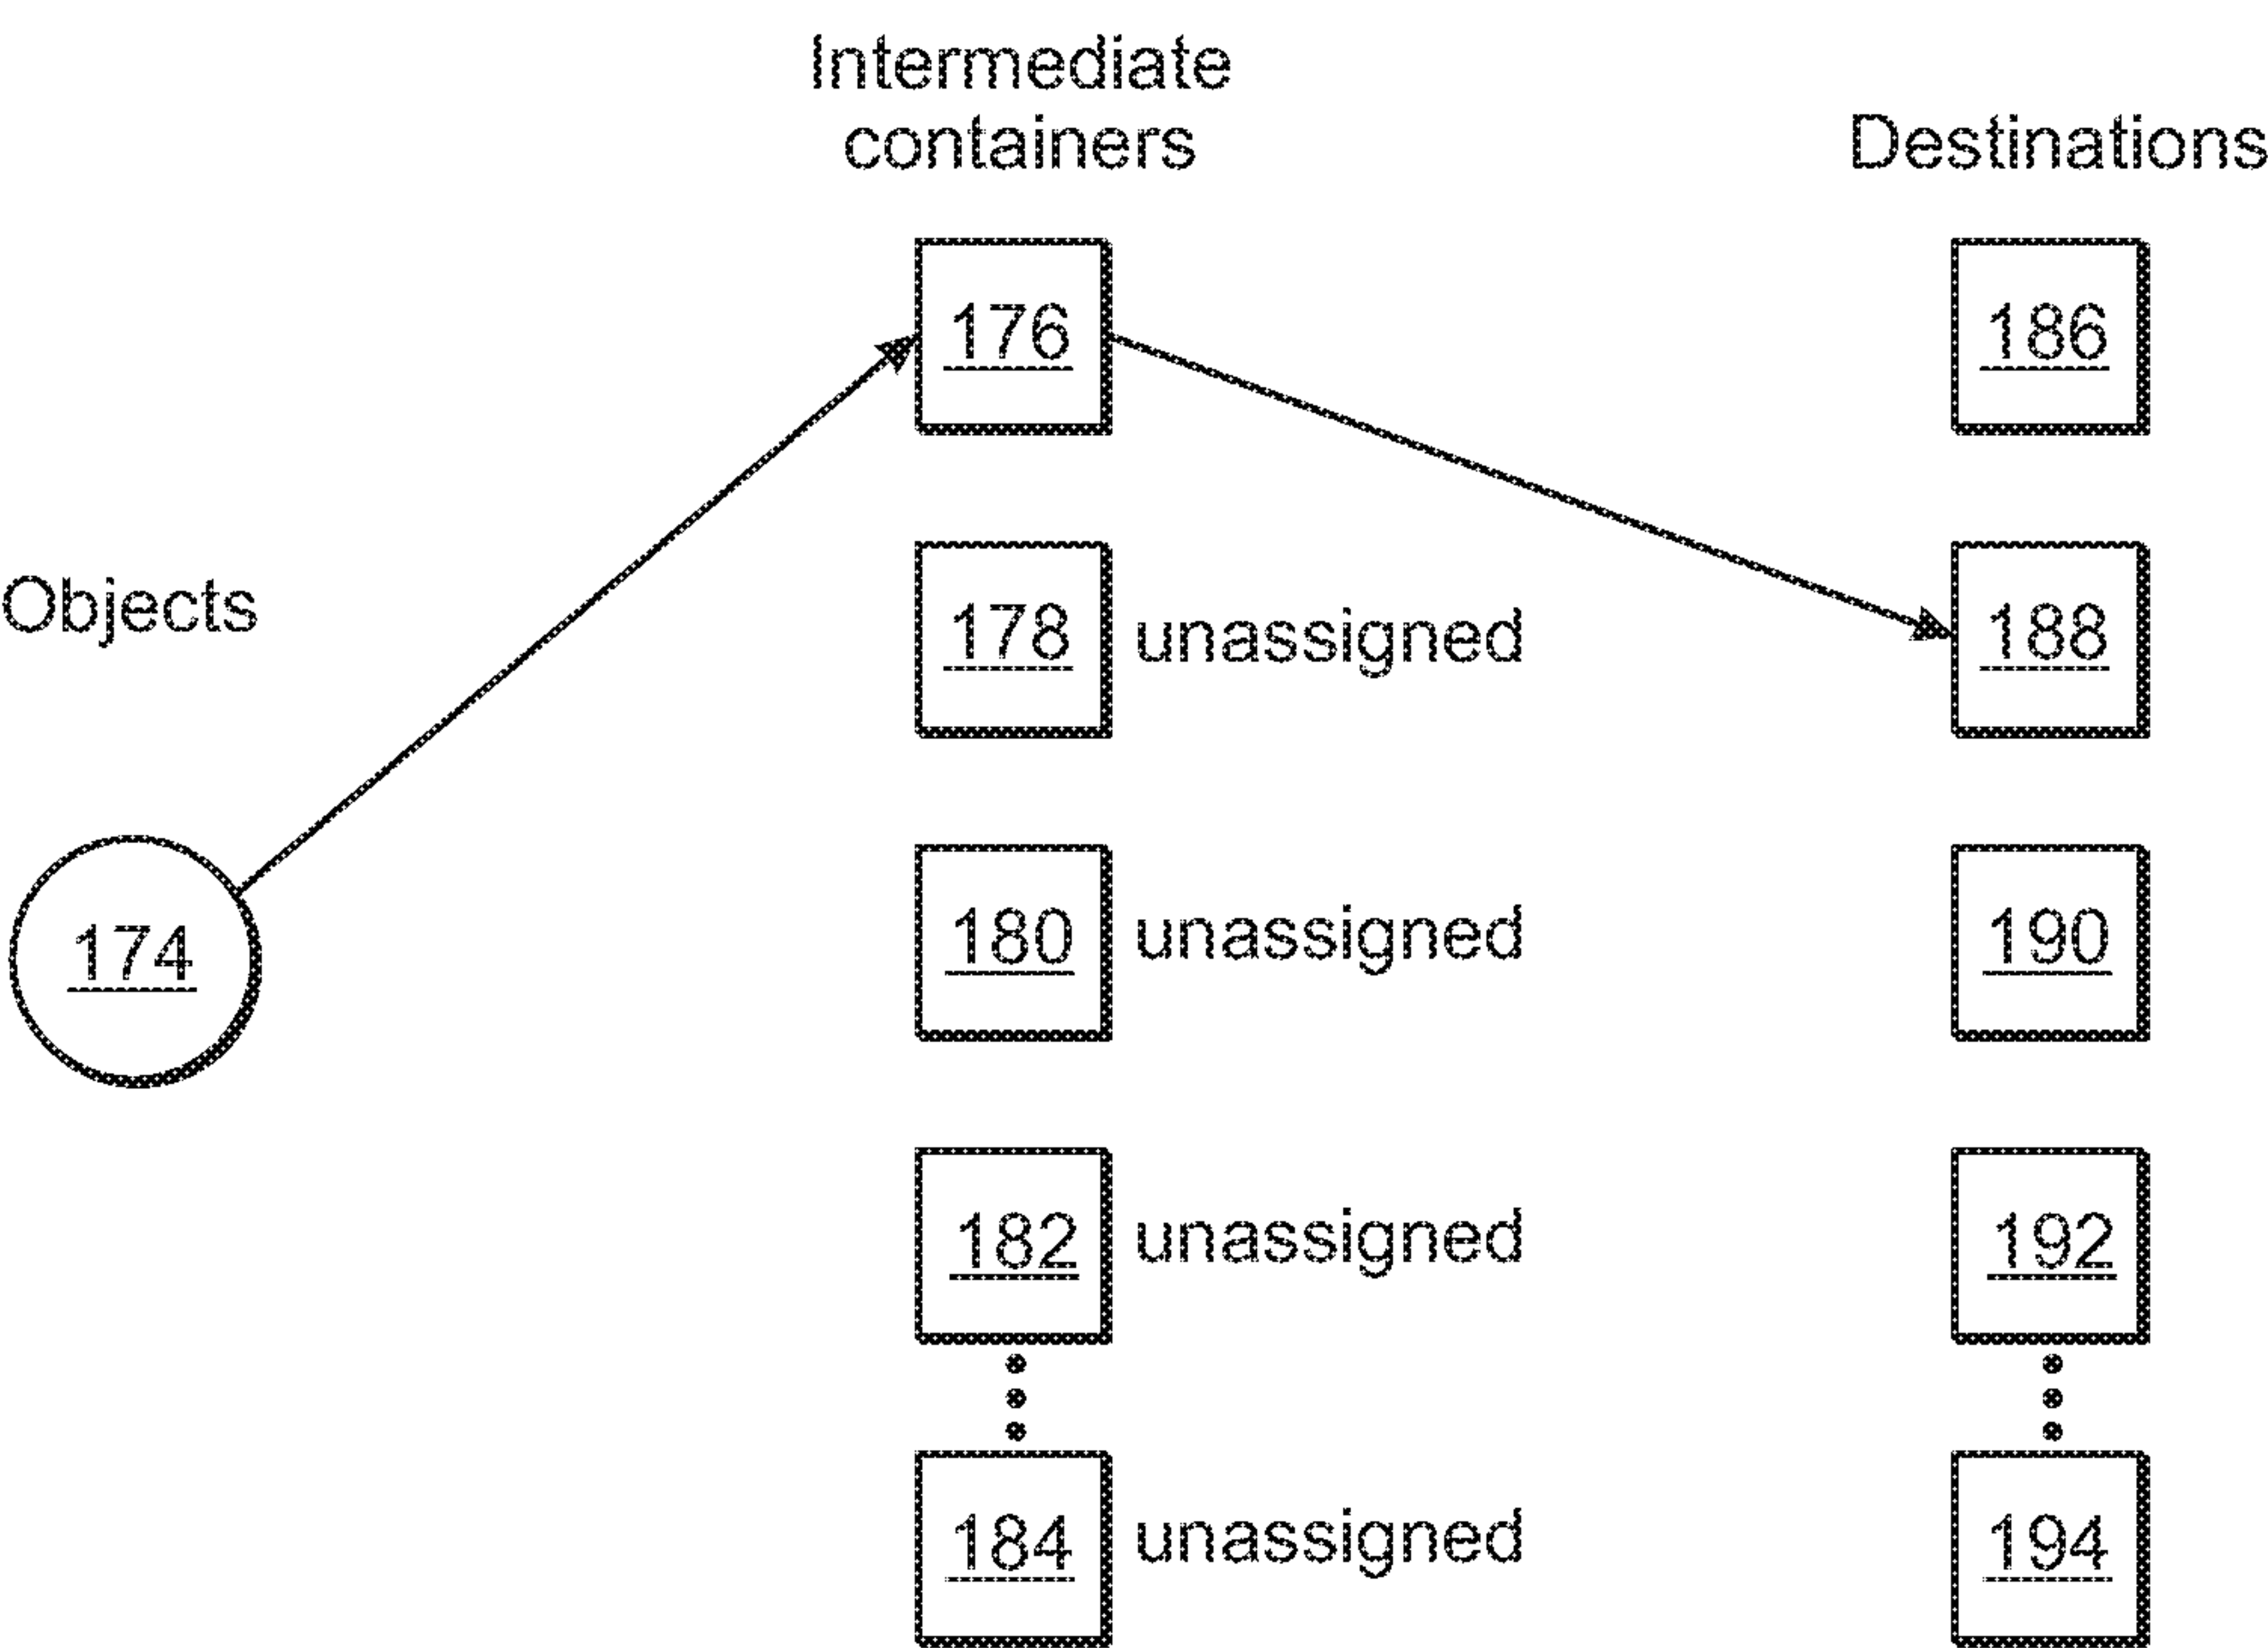 Intermediate
containers
Destinations
176
186
Objects
178 unassigned
188
174
180 unassigned
190
182 unassigned
192
184 unassigned
194